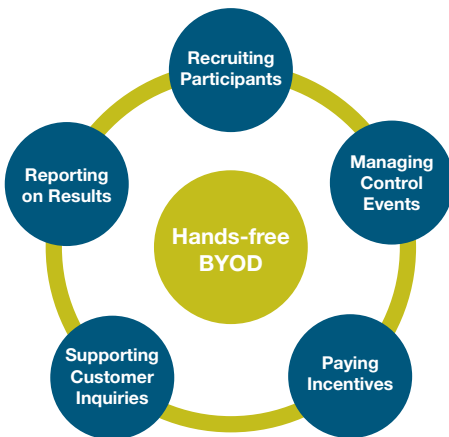 Recruiting
Participants
Managing
Control
Events
Paying
Incentives
Supporting
Customer
Inquiries
Reporting
on Results
Hands-free
BYOD